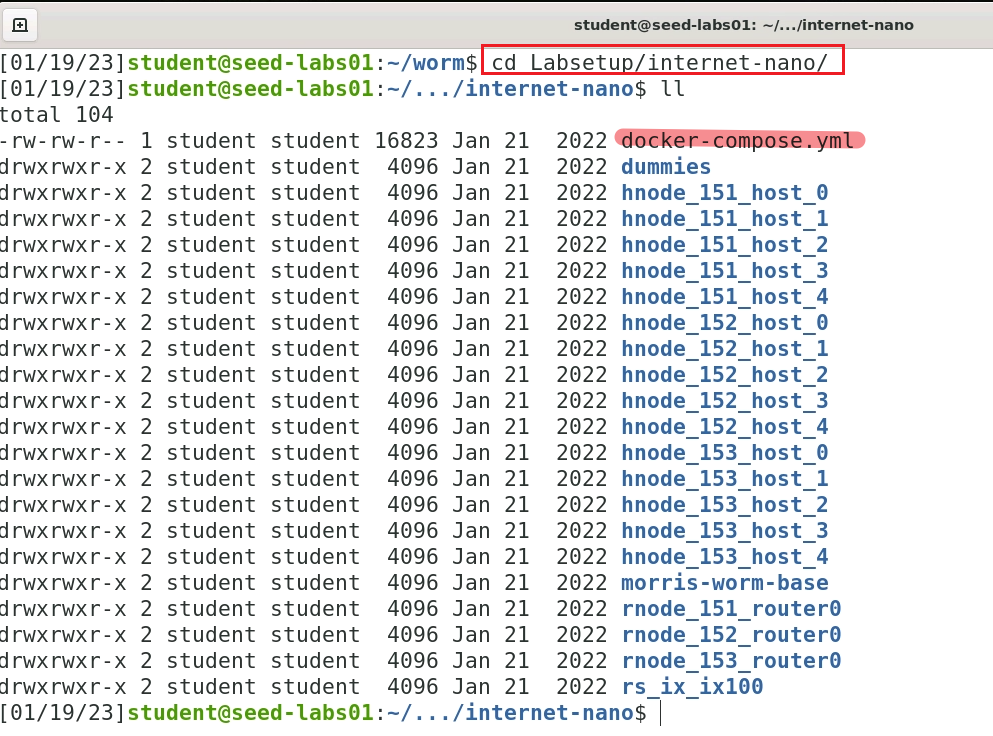 student@seed-labs01: ~/.../internet-nano
[01/19/23]student@seed-labs01:~/worm$ cd Labsetup/internet-nano/
[01/19/23]student@seed-labs01:~/.../internet-nano$ ll
total 104
-rw-rw-r-- 1 student student 16823 Jan 21  2022 docker-compose.yml
drwxrwxr-x 2 student student  4096 Jan 21  2022 dummies
drwxrwxr-x 2 student student  4096 Jan 21  2022 hnode_151_host_0
drwxrwxr-x 2 student student  4096 Jan 21  2022 hnode_151_host_1
drwxrwxr-x 2 student student  4096 Jan 21  2022 hnode_151_host_2
drwxrwxr-x 2 student student  4096 Jan 21  2022 hnode_151_host_3
drwxrwxr-x 2 student student  4096 Jan 21  2022 hnode_151_host_4
drwxrwxr-x 2 student student  4096 Jan 21  2022 hnode_152_host_0
drwxrwxr-x 2 student student  4096 Jan 21  2022 hnode_152_host_1
drwxrwxr-x 2 student student  4096 Jan 21  2022 hnode_152_host_2
drwxrwxr-x 2 student student  4096 Jan 21  2022 hnode_152_host_3
drwxrwxr-x 2 student student  4096 Jan 21  2022 hnode_152_host_4
drwxrwxr-x 2 student student  4096 Jan 21  2022 hnode_153_host_0
drwxrwxr-x 2 student student  4096 Jan 21  2022 hnode_153_host_1
drwxrwxr-x 2 student student  4096 Jan 21  2022 hnode_153_host_2
drwxrwxr-x 2 student student  4096 Jan 21  2022 hnode_153_host_3
drwxrwxr-x 2 student student  4096 Jan 21  2022 hnode_153_host_4
drwxrwxr-x 2 student student  4096 Jan 21  2022 morris-worm-base
drwxrwxr-x 2 student student  4096 Jan 21  2022 rnode_151_router0
drwxrwxr-x 2 student student  4096 Jan 21  2022 rnode_152_router0
drwxrwxr-x 2 student student  4096 Jan 21  2022 rnode_153_router0
drwxrwxr-x 2 student student  4096 Jan 21  2022 rs_ix_ix100
[01/19/23]student@seed-labs01:~/.../internet-nano$